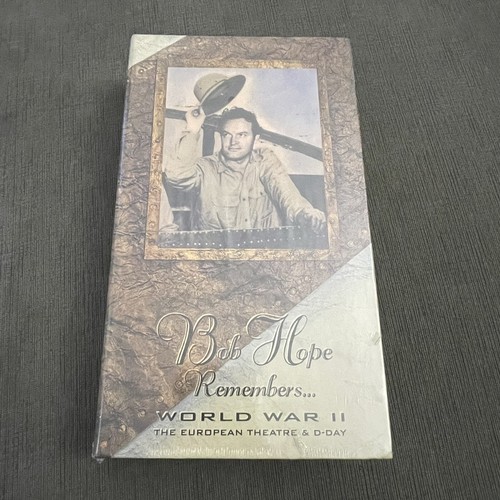 Bob Hope
Remembers...
WORLD WAR II
THE EUROPEAN THEATRE & D-DAY